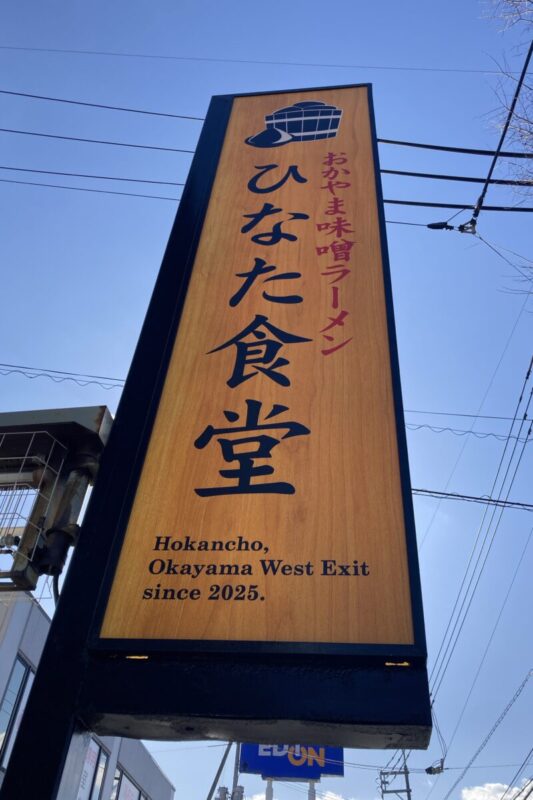 おかやま味噌ラーメン
ひなた食堂
Hokancho,
Okayama West Exit
since 2025.
EDION